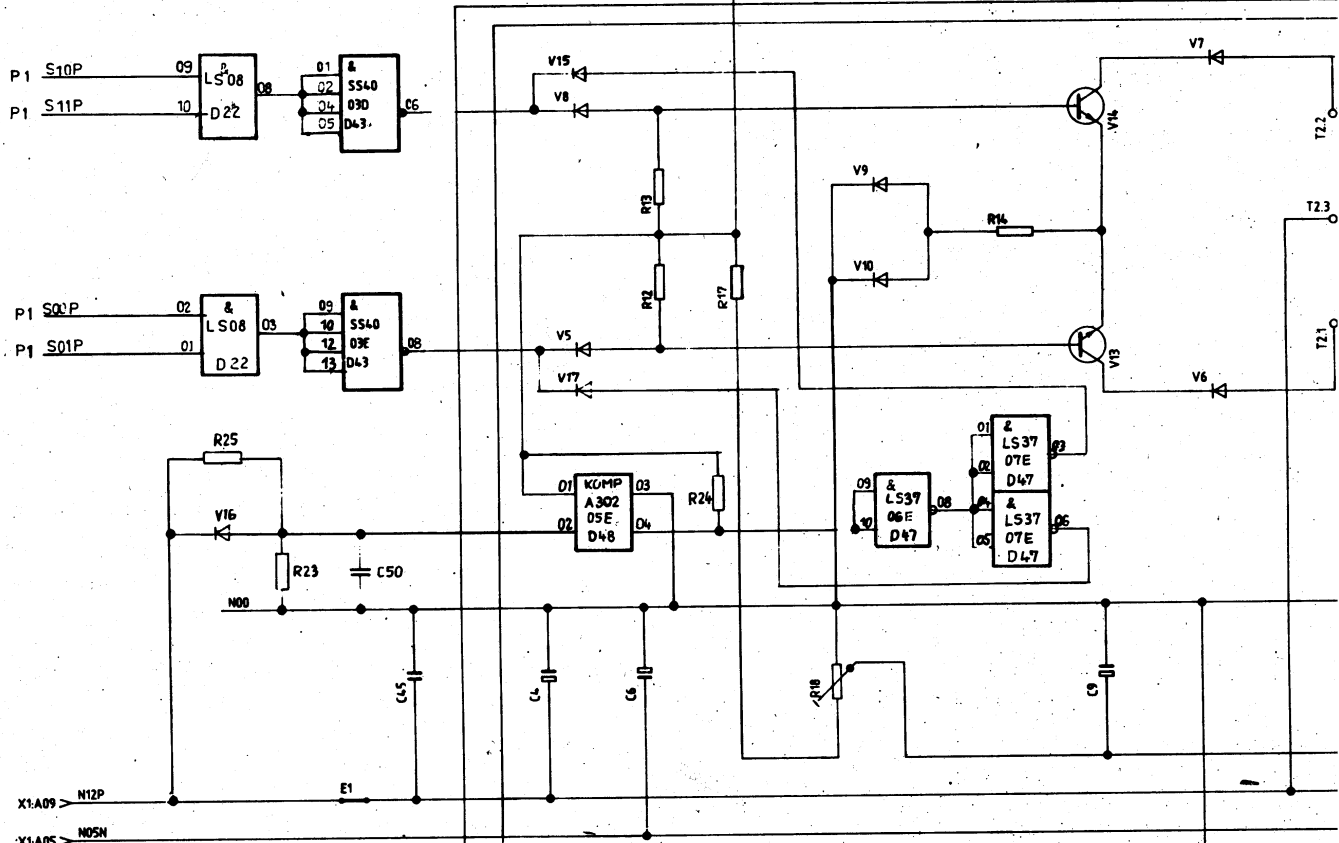 V7
V15
P1 S10P 09 LS08 08
01 &
02 SS40
04 03D
05 D43
06
V8
P1 S11P 10 D22
V14
T2.2
V9
R13
R14
T2.3
V10
R12
R17
P1 S00P 02 &
LS08 03
P1 S01P 01
D22
09 &
10 SS40
12 03E
13 D43
08
V5
V13
T2.1
V17
V6
R25
01 &
LS37 03
07E
02 D47
04 &
LS37 06
07E
05 D47
01 KOMP 03
A302
05E
02 D48 04
R24
09 &
LS37 08
06E
10 D47
V16
R23
C50
N00
C45
C4
C6
R18
C9
X1:A09 N12P
E1
X1:A05 N05N